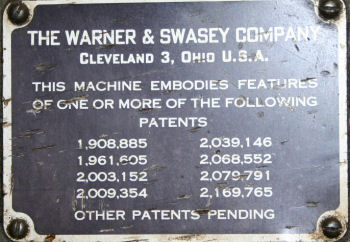 THE WARNER & SWASEY COMPANY
CLEVELAND 3, OHIO U.S.A.
THIS MACHINE EMBODIES FEATURES
OF ONE OR MORE OF THE FOLLOWING
PATENTS
1,908,885 2,039,146
1,961,605 2,068,552
2,003,152 2,079,791
2,009,354 2,169,765
OTHER PATENTS PENDING